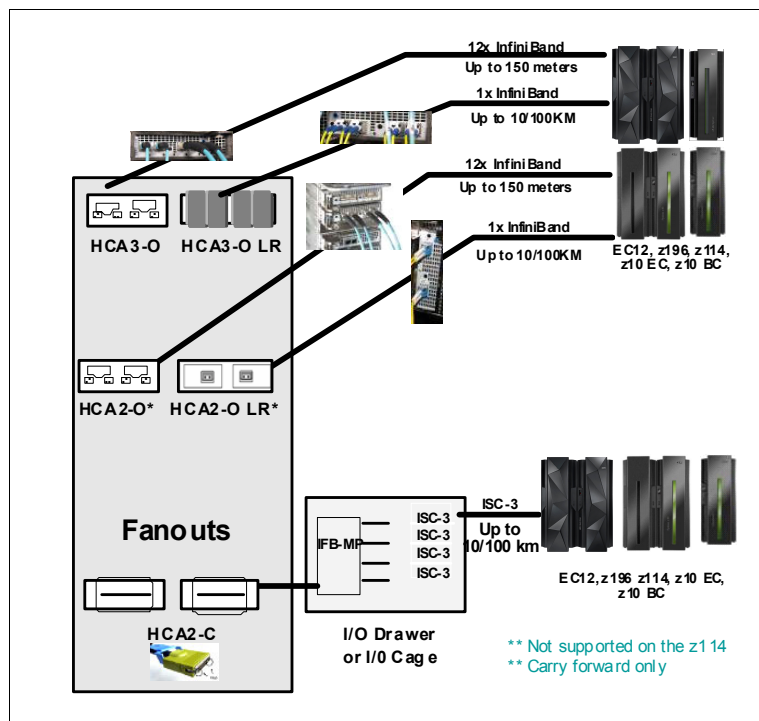 12x InfiniBand
Up to 150 meters
1x InfiniBand
Up to 10/100KM
12x InfiniBand
Up to 150 meters
HCA3-O
HCA3-O LR
1x InfiniBand
Up to 10/100KM
EC12, z196, z114,
z10 EC, z10 BC
HCA2-O*
HCA2-O LR*
Fanouts
HCA2-C
IFB-MP
ISC-3
ISC-3
ISC-3
ISC-3
I/O Drawer
or I/0 Cage
ISC-3
Up to
10/100 km
EC12, z196 z114, z10 EC,
z10 BC
** Not supported on the z114
** Carry forward only